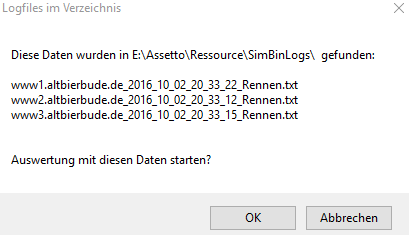 Logfiles im Verzeichnis
Diese Daten wurden in E:\Assetto\Ressource\SimBinLogs\ gefunden:
www1.altbierbude.de_2016_10_02_20_33_22_Rennen.txt
www2.altbierbude.de_2016_10_02_20_33_12_Rennen.txt
www3.altbierbude.de_2016_10_02_20_33_15_Rennen.txt
Auswertung mit diesen Daten starten?
OK
Abbrechen